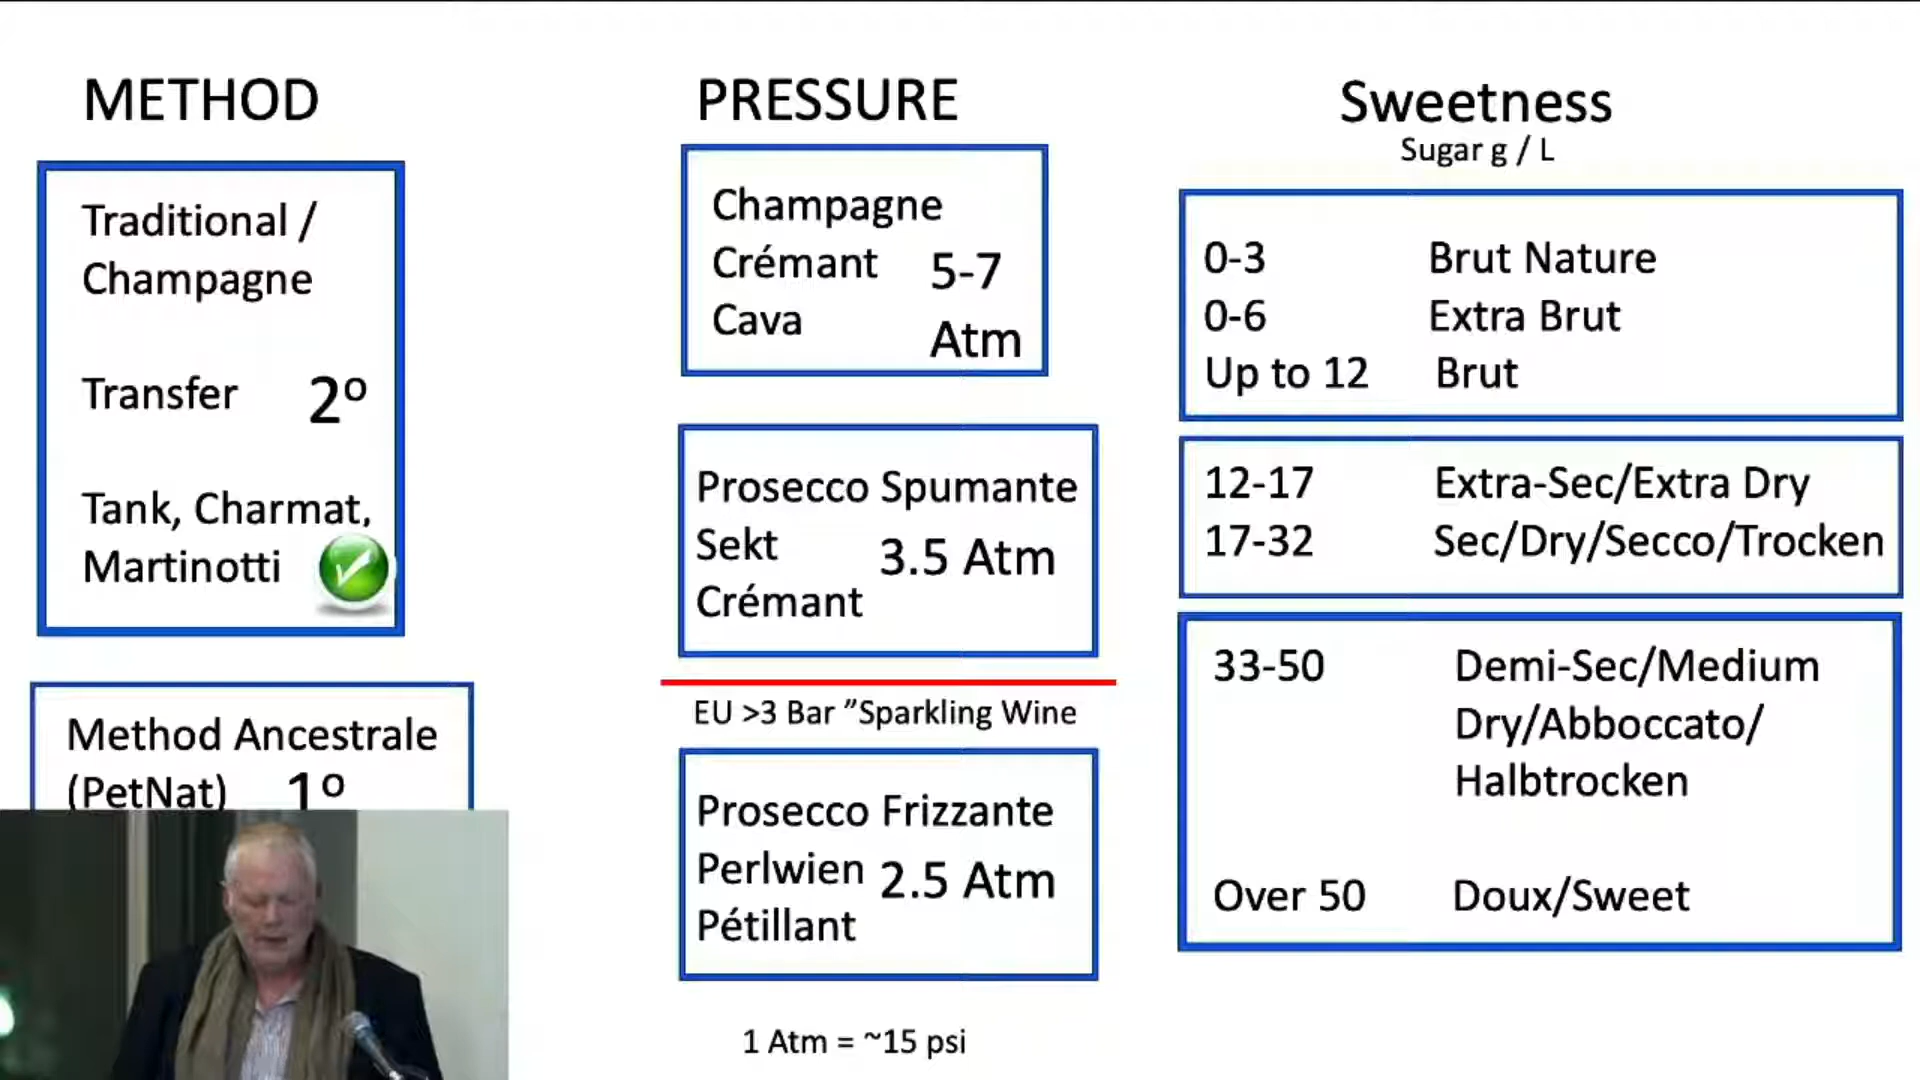 METHOD
Traditional /
Champagne
Transfer 2º
Tank, Charmat,
Martinotti
Method Ancestrale
(PetNat) 1º
PRESSURE
Champagne
Crémant 5-7
Cava Atm
Prosecco Spumante
Sekt 3.5 Atm
Crémant
EU >3 Bar ”Sparkling Wine
Prosecco Frizzante
Perlwien 2.5 Atm
Pétillant
1 Atm = ~15 psi
Sweetness
Sugar g / L
0-3 Brut Nature
0-6 Extra Brut
Up to 12 Brut
12-17 Extra-Sec/Extra Dry
17-32 Sec/Dry/Secco/Trocken
33-50 Demi-Sec/Medium
Dry/Abboccato/
Halbtrocken
Over 50 Doux/Sweet